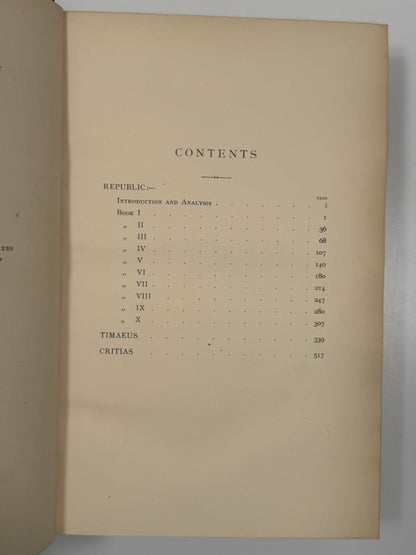 ESS
CONTENTS
REPUBLIC:—
PAGE
Introduction and Analysis . . . . . . i
Book I . . . . . . . . . 1
„ II . . . . . . . . . 36
„ III . . . . . . . . . 68
„ IV . . . . . . . . . 107
„ V . . . . . . . . . 140
„ VI . . . . . . . . . 180
„ VII . . . . . . . . . 214
„ VIII . . . . . . . . . 247
„ IX . . . . . . . . . 280
„ X . . . . . . . . . 307
TIMAEUS . . . . . . . . . 339
CRITIAS . . . . . . . . . 517